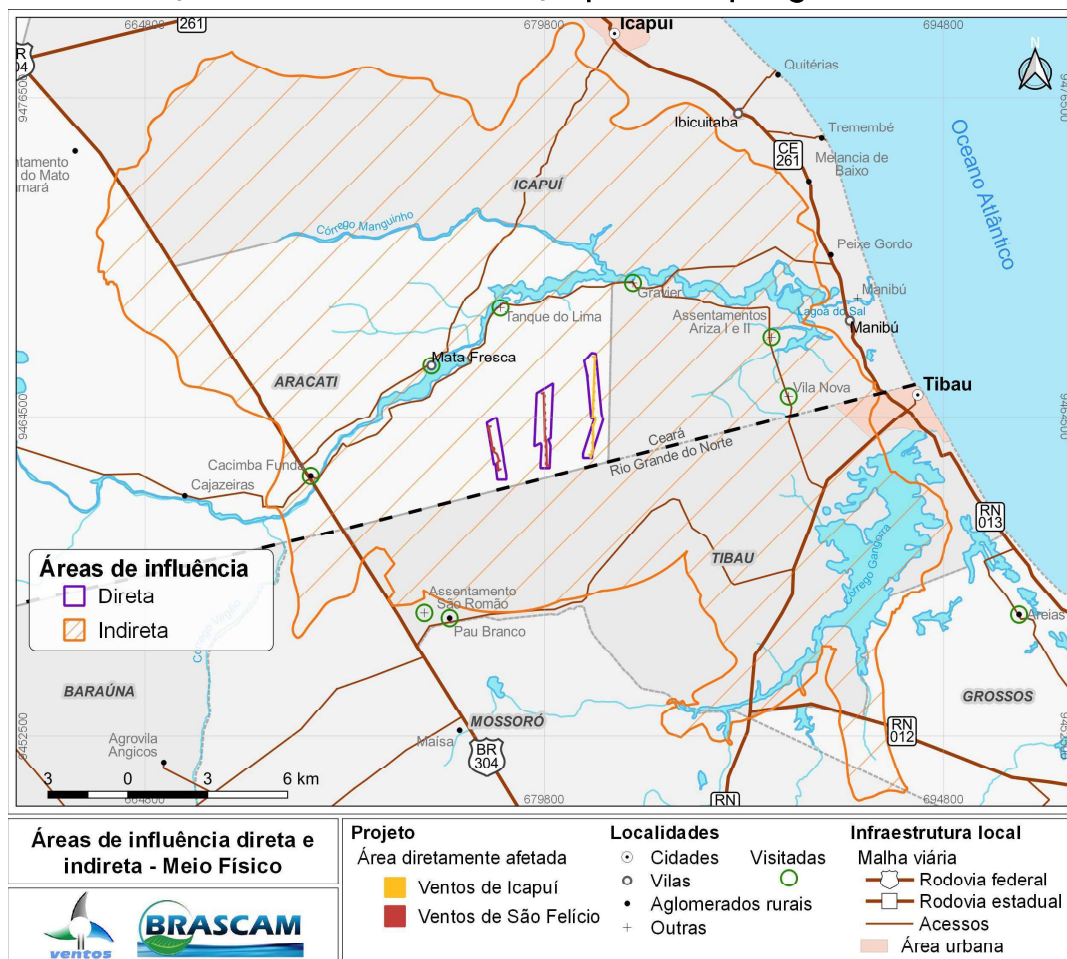 664800
679800
694800
261
BR
Icapuí
Quitérias
N
9476500
9476500
Ibicuitaba
Tremembé
CE
261
Melancia de
Baixo
Oceano Atlântico
ntamento
do Mato
ICAPUÍ
Córrego Manguinho
Peixe Gordo
Gravier
Manibú
Lagoa do Sal
Tanque do Lima
Assentamentos
Ariza I e II
Manibú
Mata Fresca
ARACATI
Vila Nova
Tibau
9464500
9464500
Ceará
Rio Grande do Norte
Cacimba Funda
Cajazeiras
RN
013
Áreas de influência
Direta
Indireta
TIBAU
Córrego Gangorra
Assentamento
São Romão
Pau Branco
Areias
BARAÚNA
GROSSOS
MOSSORÓ
Maísa
Agrovila
Angicos
BR
304
RN
012
3 0 3 6 km
664800
679800
RN
694800
Áreas de influência direta e
indireta - Meio Físico
ventos
BRASCAM
Projeto
Área diretamente afetada
Ventos de Icapuí
Ventos de São Felício
Localidades
Cidades
Visitadas
Vilas
Aglomerados rurais
Outras
Infraestrutura local
Malha viária
Rodovia federal
Rodovia estadual
Acessos
Área urbana